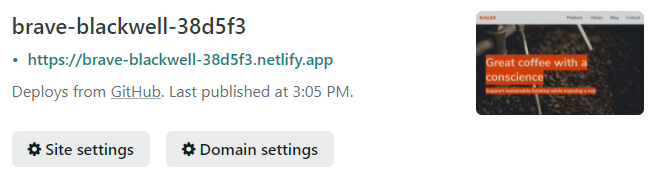 brave-blackwell-38d5f3
• https://brave-blackwell-38d5f3.netlify.app
Deploys from GitHub. Last published at 3:05 PM.
Site settings
Domain settings
KALDI
Products Values Blog Contact
Great coffee with a
conscience
Support sustainable farming while enjoying a cup